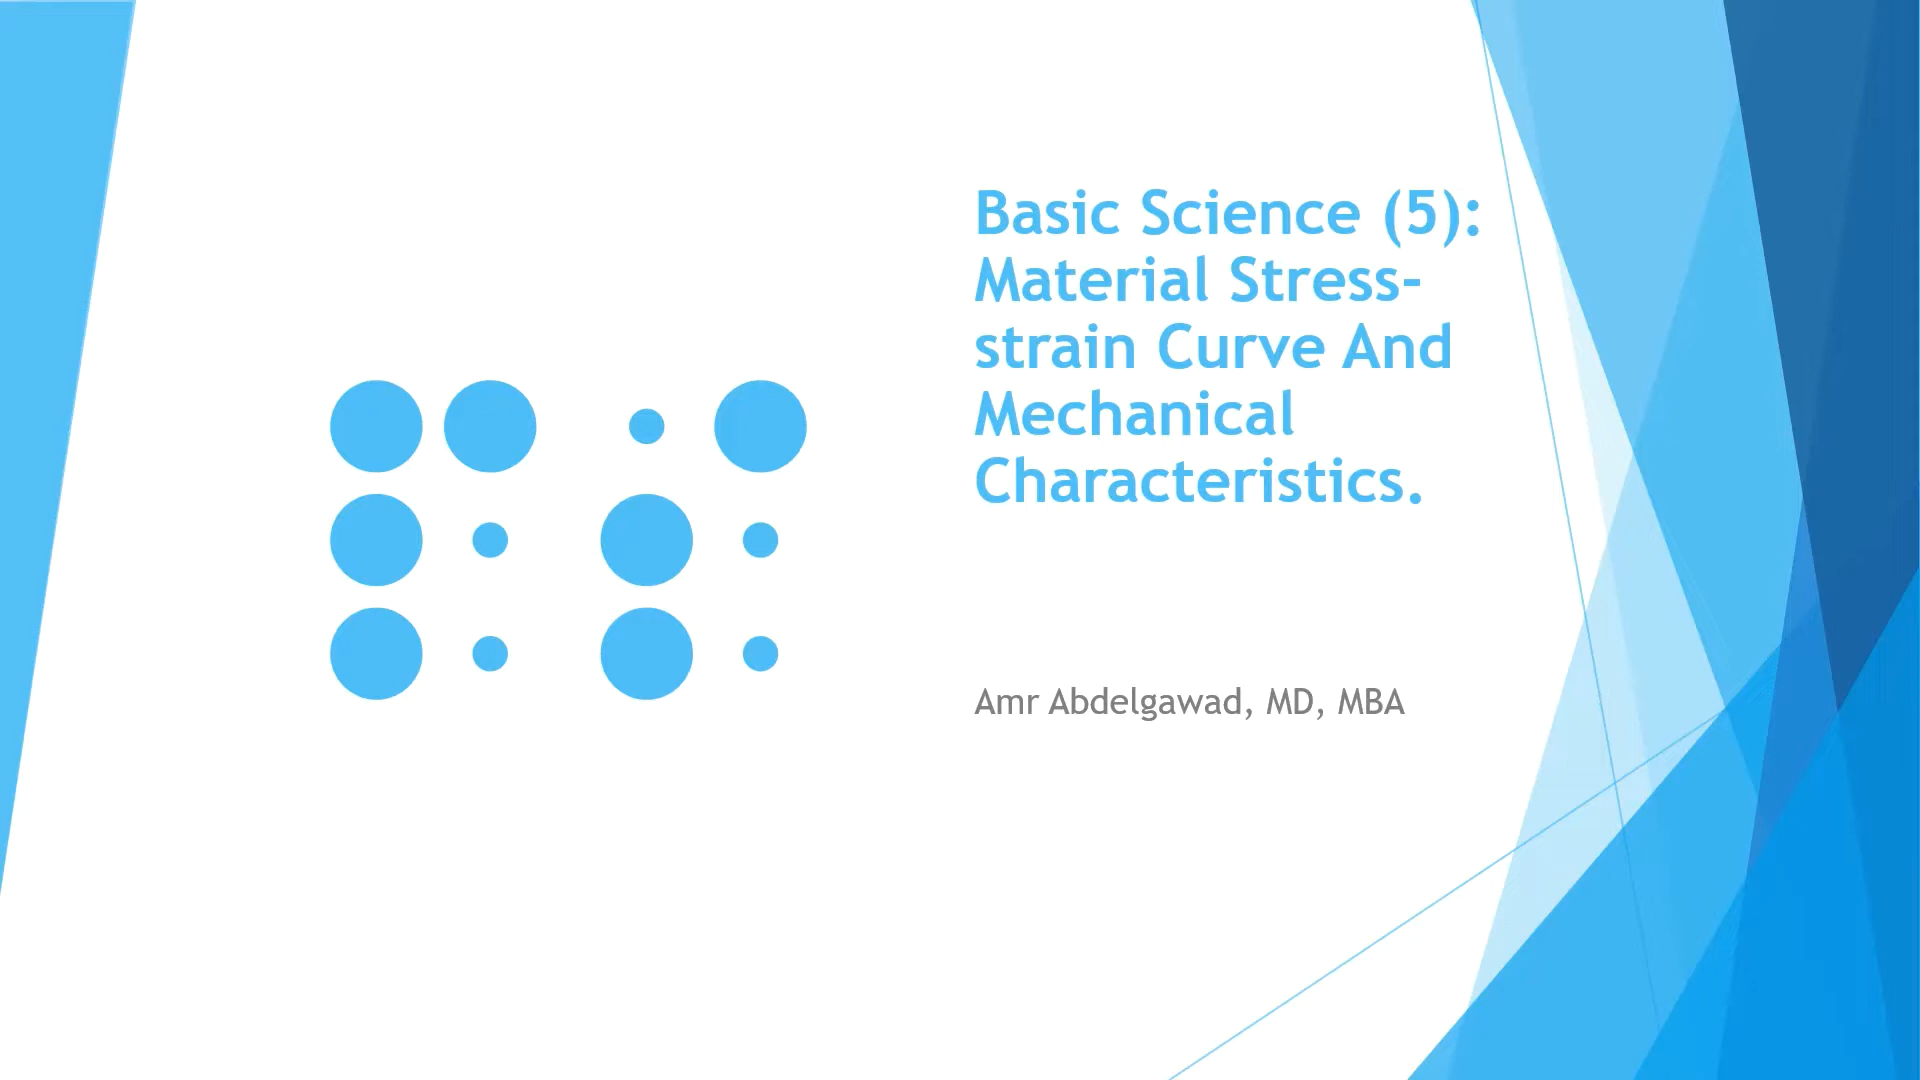 Basic Science (5):
Material Stress-
strain Curve And
Mechanical
Characteristics.
Amr Abdelgawad, MD, MBA